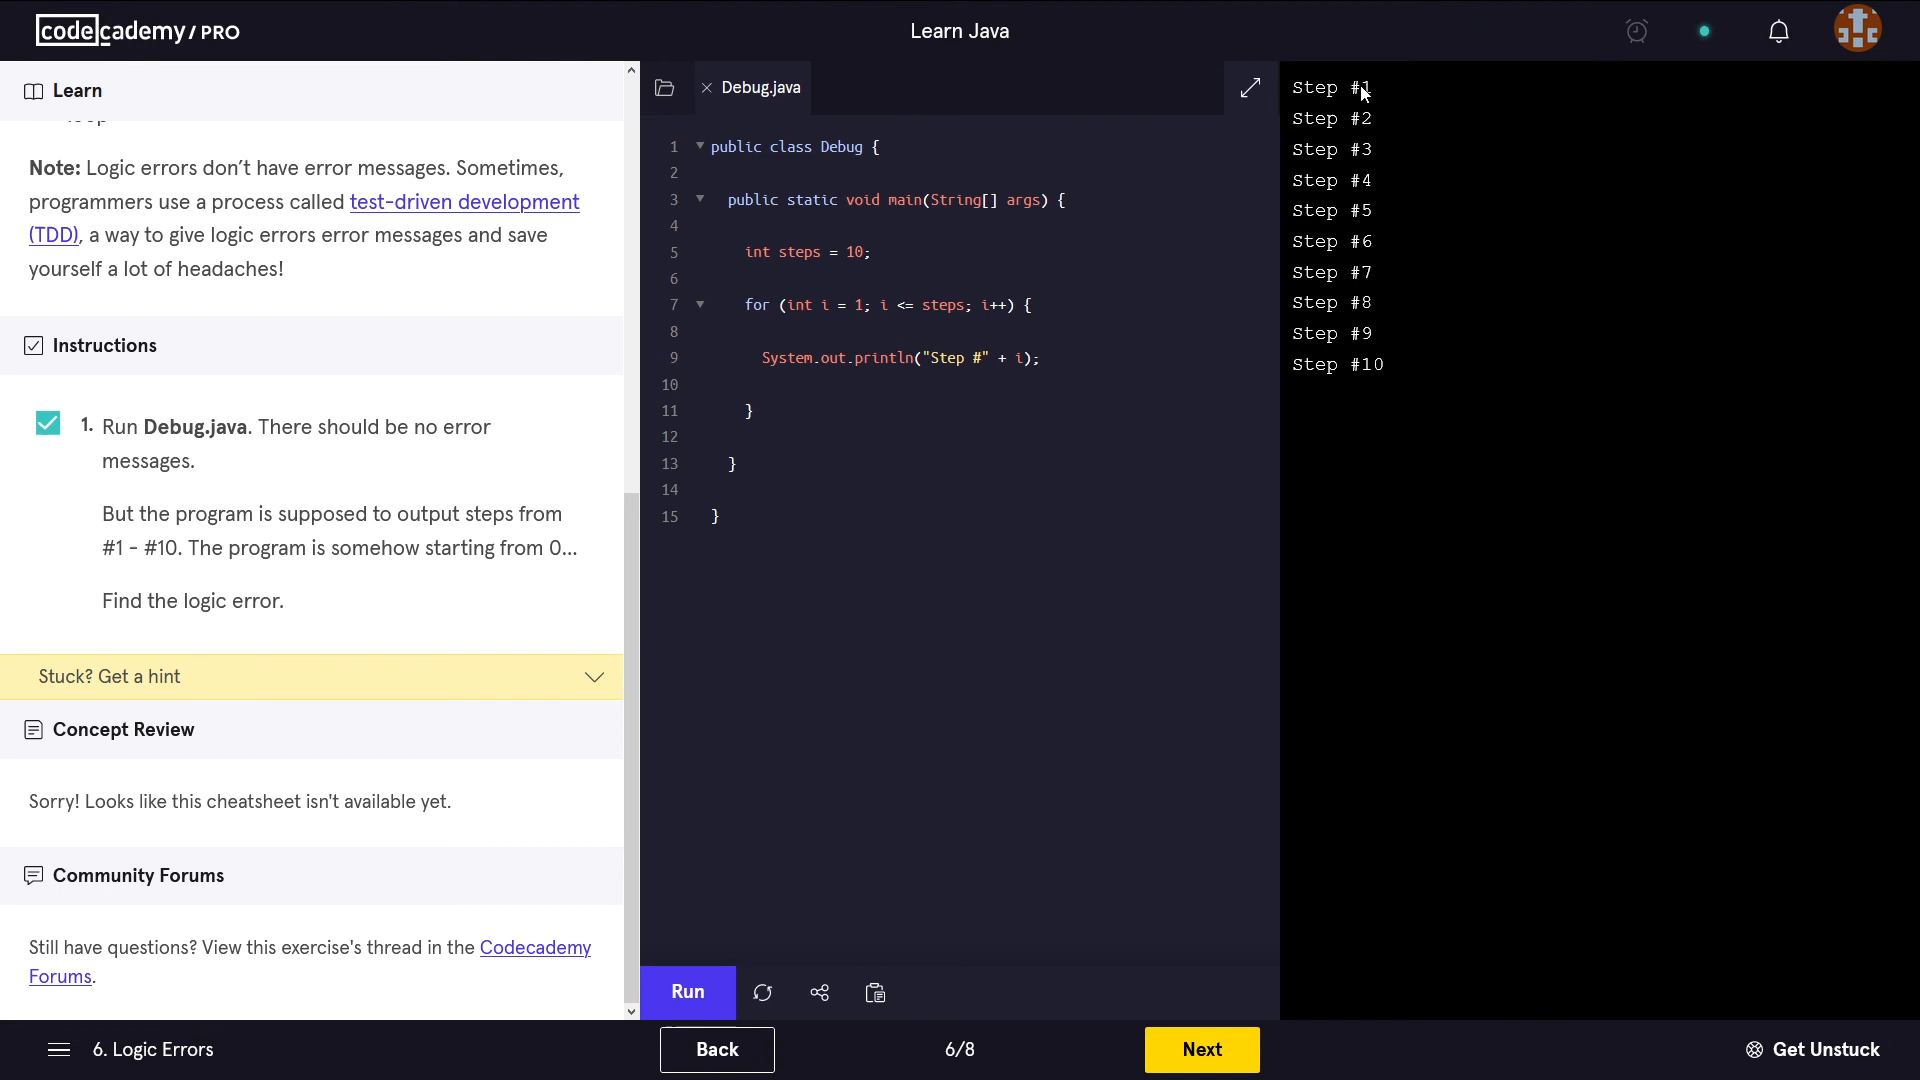 codecademy/PRO
Learn Java
Learn
Note: Logic errors don’t have error messages. Sometimes,
programmers use a process called test-driven development
(TDD), a way to give logic errors error messages and save
yourself a lot of headaches!
Instructions
1. Run Debug.java. There should be no error
messages.
But the program is supposed to output steps from
#1 - #10. The program is somehow starting from 0...
Find the logic error.
Stuck? Get a hint
Concept Review
Sorry! Looks like this cheatsheet isn't available yet.
Community Forums
Still have questions? View this exercise's thread in the Codecademy
Forums.
Debug.java
1 public class Debug {
2
3 public static void main(String[] args) {
4
5 int steps = 10;
6
7 for (int i = 1; i <= steps; i++) {
8
9 System.out.println("Step #" + i);
10
11 }
12
13 }
14
15 }
Run
Step #1
Step #2
Step #3
Step #4
Step #5
Step #6
Step #7
Step #8
Step #9
Step #10
6. Logic Errors
Back
6/8
Next
Get Unstuck